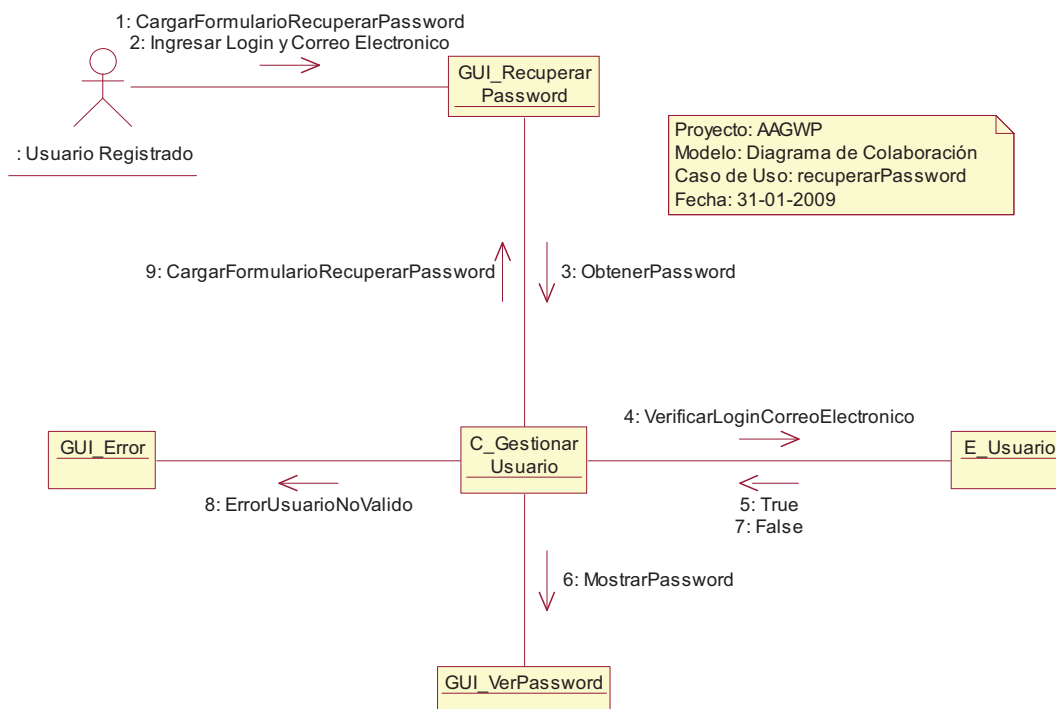 1: CargarFormularioRecuperarPassword
2: Ingresar Login y Correo Electronico
GUI_Recuperar
Password
: Usuario Registrado
Proyecto: AAGWP
Modelo: Diagrama de Colaboración
Caso de Uso: recuperarPassword
Fecha: 31-01-2009
9: CargarFormularioRecuperarPassword
3: ObtenerPassword
4: VerificarLoginCorreoElectronico
GUI_Error
C_Gestionar
Usuario
E_Usuario
8: ErrorUsuarioNoValido
5: True
7: False
6: MostrarPassword
GUI_VerPassword